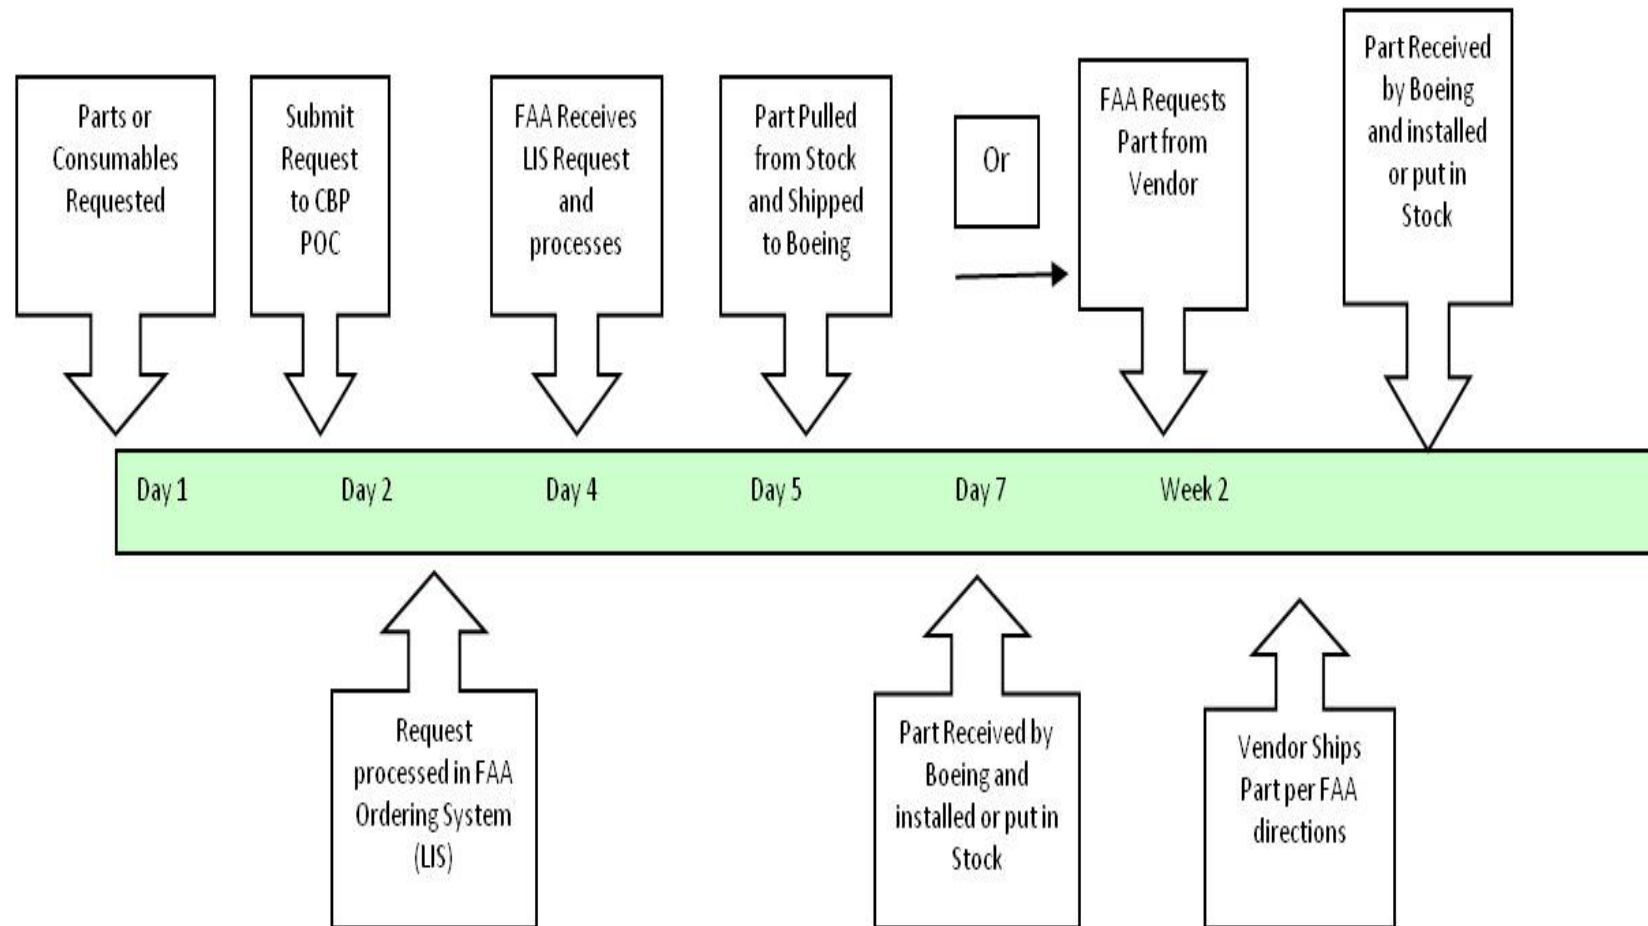 Parts or
Consumables
Requested
Submit
Request
to CBP
POC
FAA Receives
LIS Request
and
processes
Part Pulled
from Stock
and Shipped
to Boeing
Or
FAA Requests
Part from
Vendor
Part Received
by Boeing
and installed
or put in
Stock
Day 1
Day 2
Day 4
Day 5
Day 7
Week 2
Request
processed in FAA
Ordering System
(LIS)
Part Received by
Boeing and
installed or put in
Stock
Vendor Ships
Part per FAA
directions